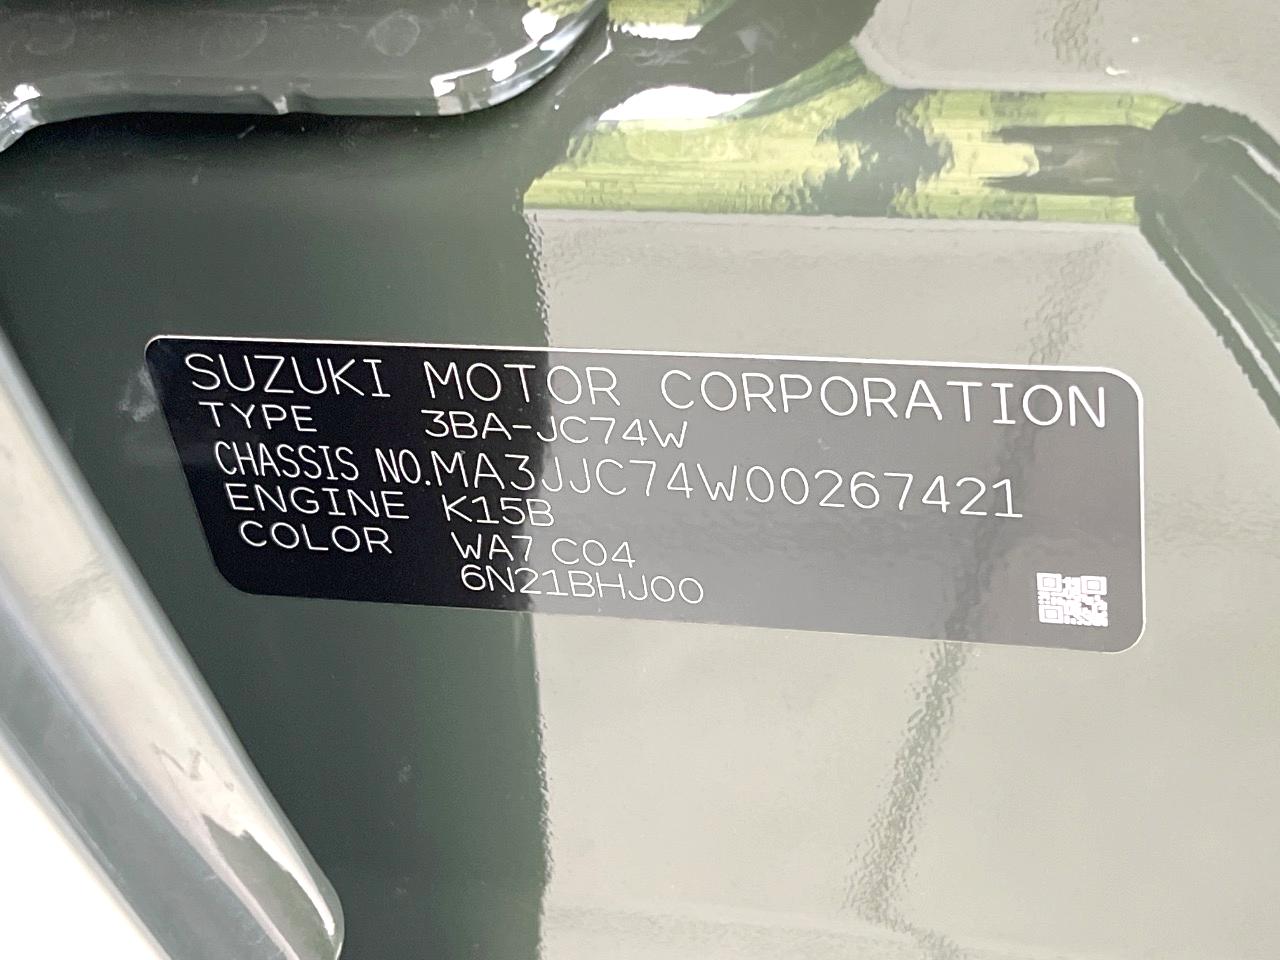 SUZUKI MOTOR CORPORATION
TYPE 3BA-JC74W
CHASSIS NO.MA3JJC74W00267421
ENGINE K15B
COLOR WA7 C04
6N21BHJ00